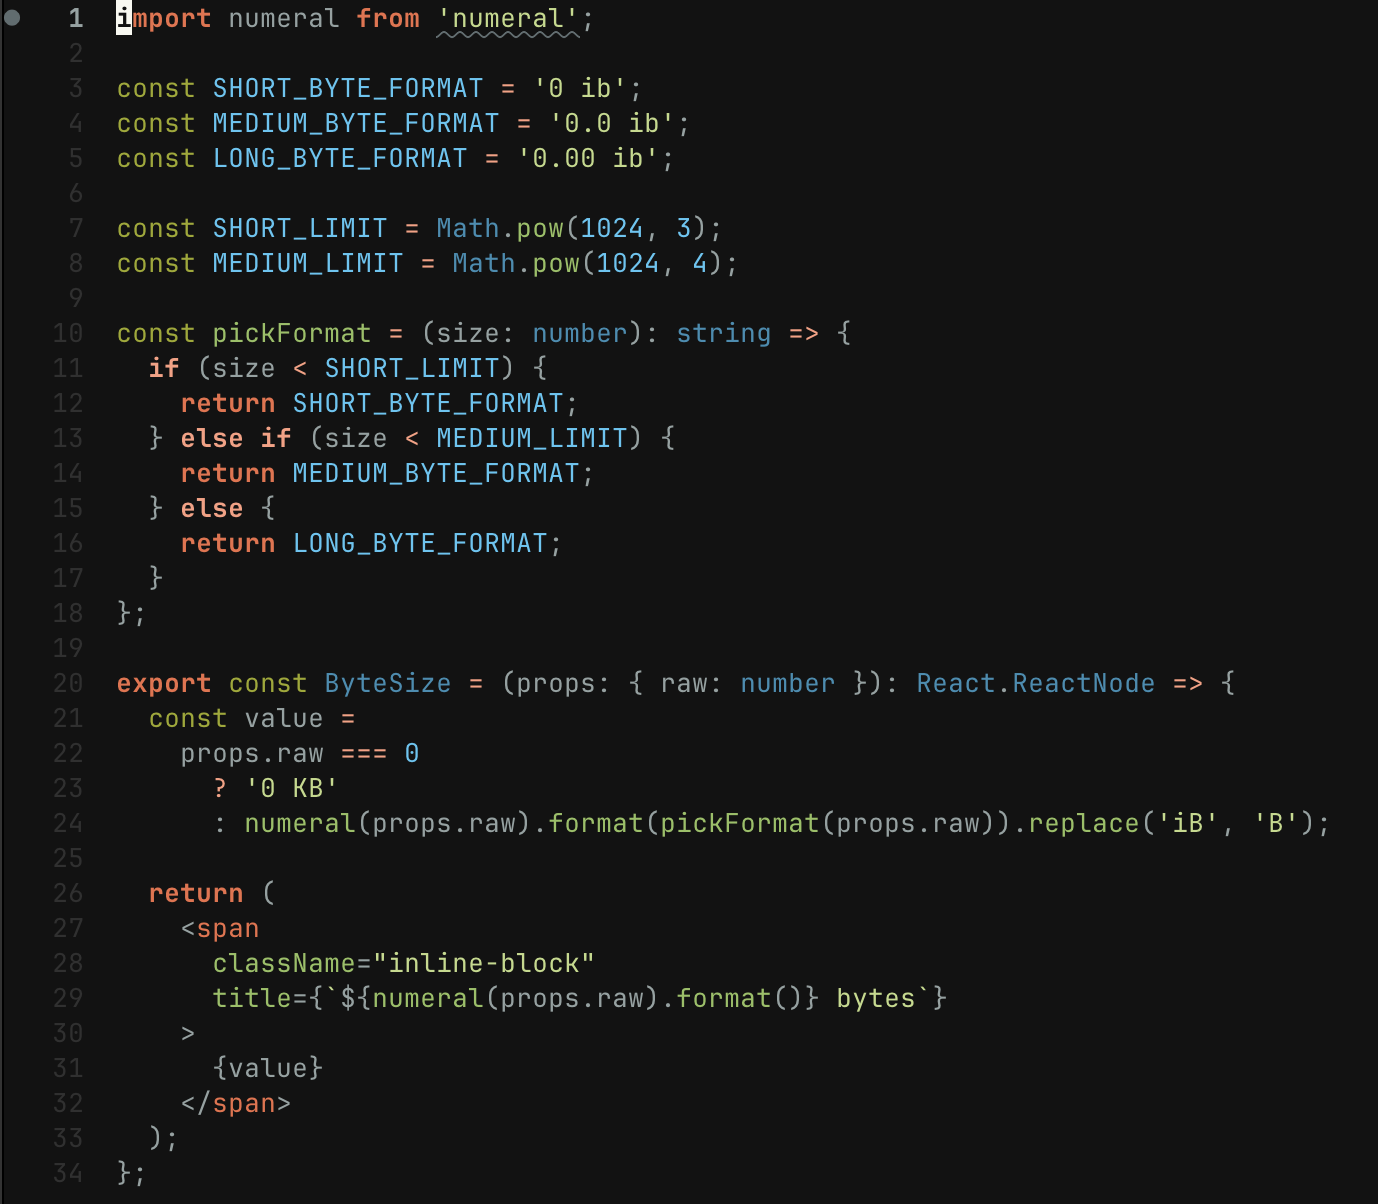 1 import numeral from 'numeral';
2
3 const SHORT_BYTE_FORMAT = '0 ib';
4 const MEDIUM_BYTE_FORMAT = '0.0 ib';
5 const LONG_BYTE_FORMAT = '0.00 ib';
6
7 const SHORT_LIMIT = Math.pow(1024, 3);
8 const MEDIUM_LIMIT = Math.pow(1024, 4);
9
10 const pickFormat = (size: number): string => {
11   if (size < SHORT_LIMIT) {
12     return SHORT_BYTE_FORMAT;
13   } else if (size < MEDIUM_LIMIT) {
14     return MEDIUM_BYTE_FORMAT;
15   } else {
16     return LONG_BYTE_FORMAT;
17   }
18 };
19
20 export const ByteSize = (props: { raw: number }): React.ReactNode => {
21   const value =
22     props.raw === 0
23       ? '0 KB'
24       : numeral(props.raw).format(pickFormat(props.raw)).replace('iB', 'B');
25
26   return (
27     <span
28       className="inline-block"
29       title={`${numeral(props.raw).format()} bytes`}
30     >
31       {value}
32     </span>
33   );
34 };